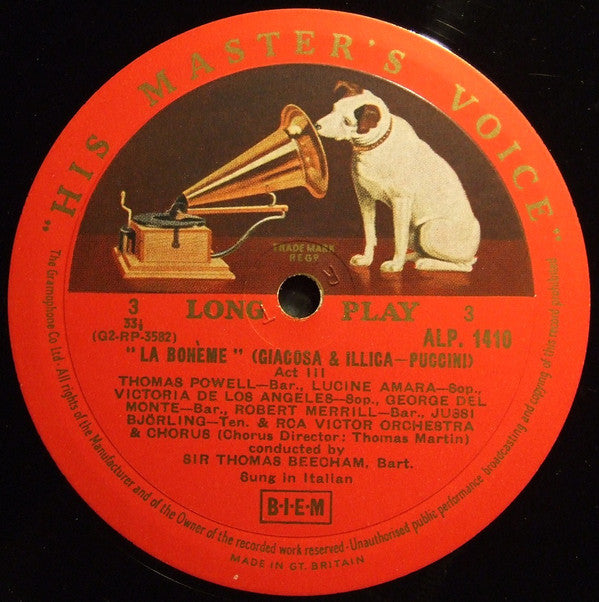 "HIS MASTER'S VOICE"
TRADE MARK
REGD
3 LONG PLAY 3
33⅓
(G2-RP-3582)
ALP. 1410
"LA BOHÈME" (GIACOSA & ILLICA—PUCCINI)
Act III
THOMAS POWELL—Bar., LUCINE AMARA—Sop.,
VICTORIA DE LOS ANGELES—Sop., GEORGE DEL
MONTE—Bar., ROBERT MERRILL—Bar., JUSSI
BJÖRLING—Ten. & RCA VICTOR ORCHESTRA
& CHORUS (Chorus Director: Thomas Martin)
conducted by
SIR THOMAS BEECHAM, Bart.
Sung in Italian
B·I·E·M
The Gramophone Co Ltd · All rights of the Manufacturer and of the Owner of the recorded work reserved · Unauthorised public performance broadcasting and copying of this record prohibited
MADE IN GT. BRITAIN